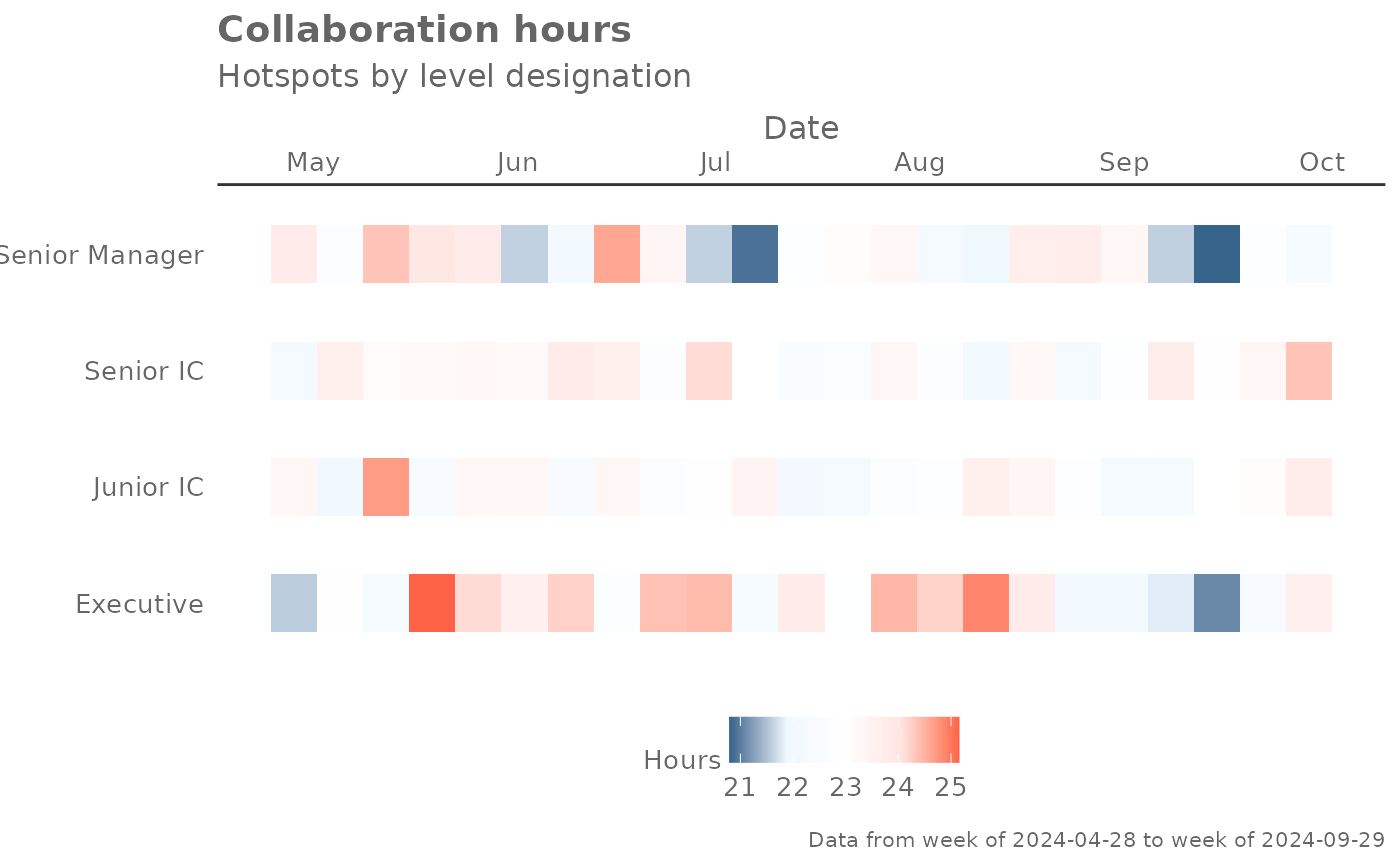 Collaboration hours
Hotspots by level designation
Date
May Jun Jul Aug Sep Oct
Senior Manager
Senior IC
Junior IC
Executive
Hours
21 22 23 24 25
Data from week of 2024-04-28 to week of 2024-09-29